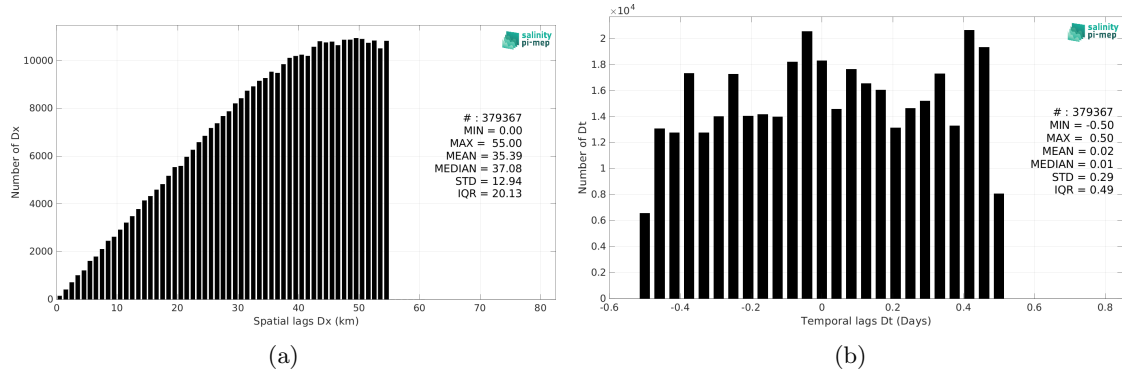 salinity
pi-mep
10000
8000
6000
4000
2000
0
Number of Dx
# : 379367
MIN = 0.00
MAX = 55.00
MEAN = 35.39
MEDIAN = 37.08
STD = 12.94
IQR = 20.13
0 10 20 30 40 50 60 70 80
Spatial lags Dx (km)
(a)
×10⁴
salinity
pi-mep
2
1.8
1.6
1.4
1.2
1
0.8
0.6
0.4
0.2
0
Number of Dt
# : 379367
MIN = -0.50
MAX = 0.50
MEAN = 0.02
MEDIAN = 0.01
STD = 0.29
IQR = 0.49
-0.6 -0.4 -0.2 0 0.2 0.4 0.6 0.8
Temporal lags Dt (Days)
(b)